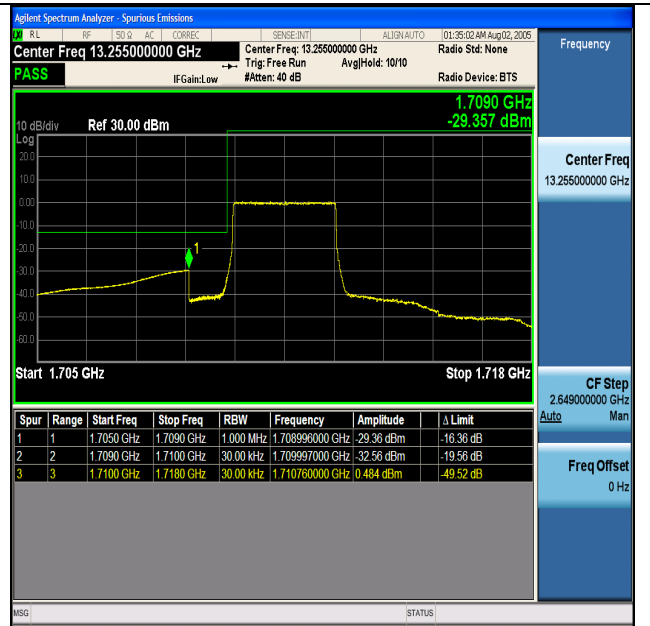 Agilent Spectrum Analyzer - Spurious Emissions
RL RF 50 Ω AC CORREC SENSE:INT ALIGN AUTO 01:35:02 AM Aug 02, 2005
Center Freq 13.255000000 GHz Center Freq: 13.255000000 GHz Radio Std: None
Trig: Free Run Avg|Hold: 10/10
PASS IFGain:Low #Atten: 40 dB Radio Device: BTS
1.7090 GHz
10 dB/div Ref 30.00 dBm -29.357 dBm
Log
20.0
10.0
0.00
-10.0
-20.0
1
-30.0
-40.0
-50.0
-60.0
Start 1.705 GHz Stop 1.718 GHz
Spur Range Start Freq Stop Freq RBW Frequency Amplitude Δ Limit
1 1 1.7050 GHz 1.7090 GHz 1.000 MHz 1.708996000 GHz -29.36 dBm -16.36 dB
2 2 1.7090 GHz 1.7100 GHz 30.00 kHz 1.709997000 GHz -32.56 dBm -19.56 dB
3 3 1.7100 GHz 1.7180 GHz 30.00 kHz 1.710760000 GHz 0.484 dBm -49.52 dB
MSG STATUS
Frequency
Center Freq
13.255000000 GHz
CF Step
2.649000000 GHz
Auto Man
Freq Offset
0 Hz